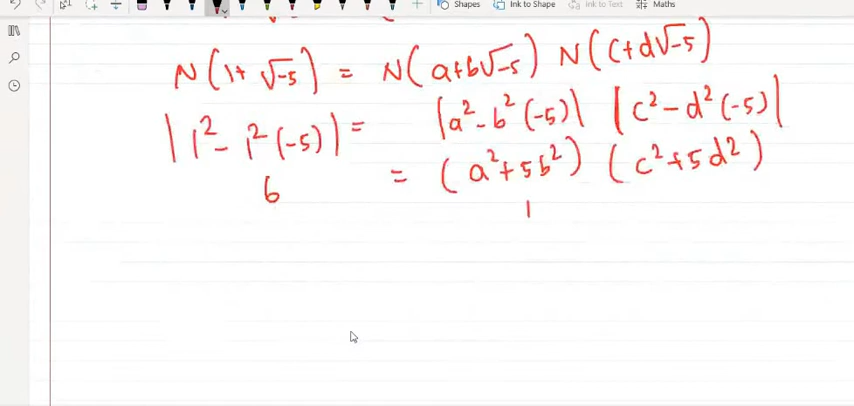 Shapes Ink to Shape Ink to Text Maths
N(1+√-5) = N(a+b√-5) N(c+d√-5)
|1²-1²(-5)| = |a²-b²(-5)| |c²-d²(-5)|
6 = (a²+5b²) (c²+5d²)
1